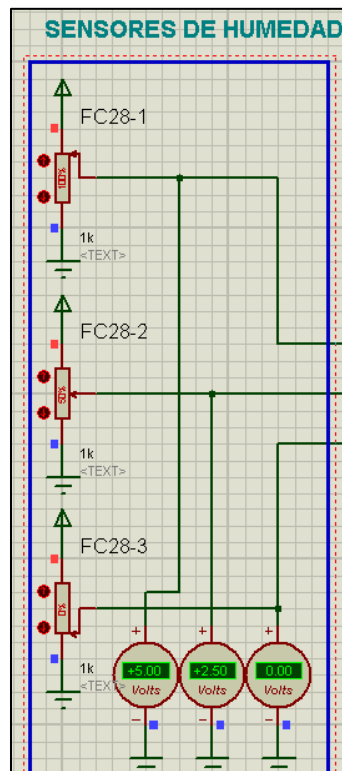 SENSORES DE HUMEDAD
FC28-1
100%
1k
<TEXT>
FC28-2
50%
1k
<TEXT>
FC28-3
0%
1k
<TEXT>
+ + +
+5.00 +2.50 0.00
Volts Volts Volts